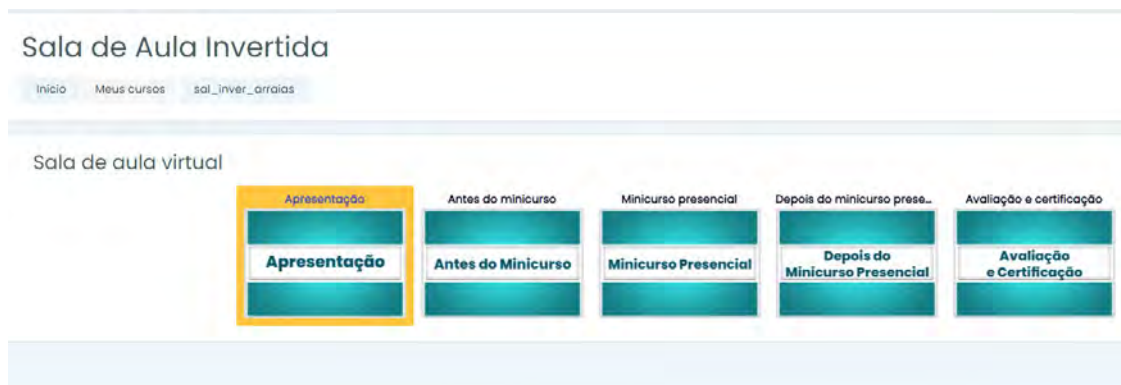 Sala de Aula Invertida
Início Meus cursos sal_inver_arraias
Sala de aula virtual
Apresentação Antes do minicurso Minicurso presencial Depois do minicurso prese... Avaliação e certificação
Apresentação
Antes do Minicurso
Minicurso Presencial
Depois do
Minicurso Presencial
Avaliação
e Certificação